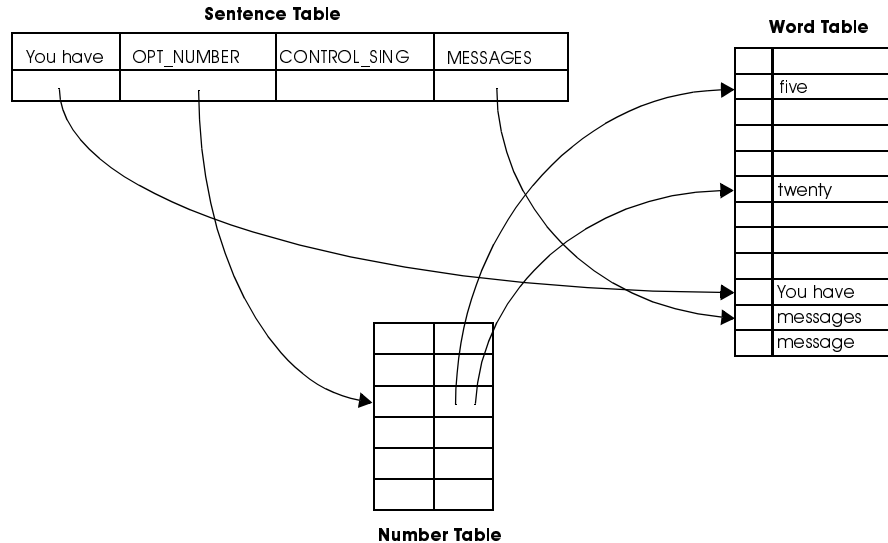 Sentence Table
You have OPT_NUMBER CONTROL_SING MESSAGES
Word Table
five
twenty
You have
messages
message
Number Table